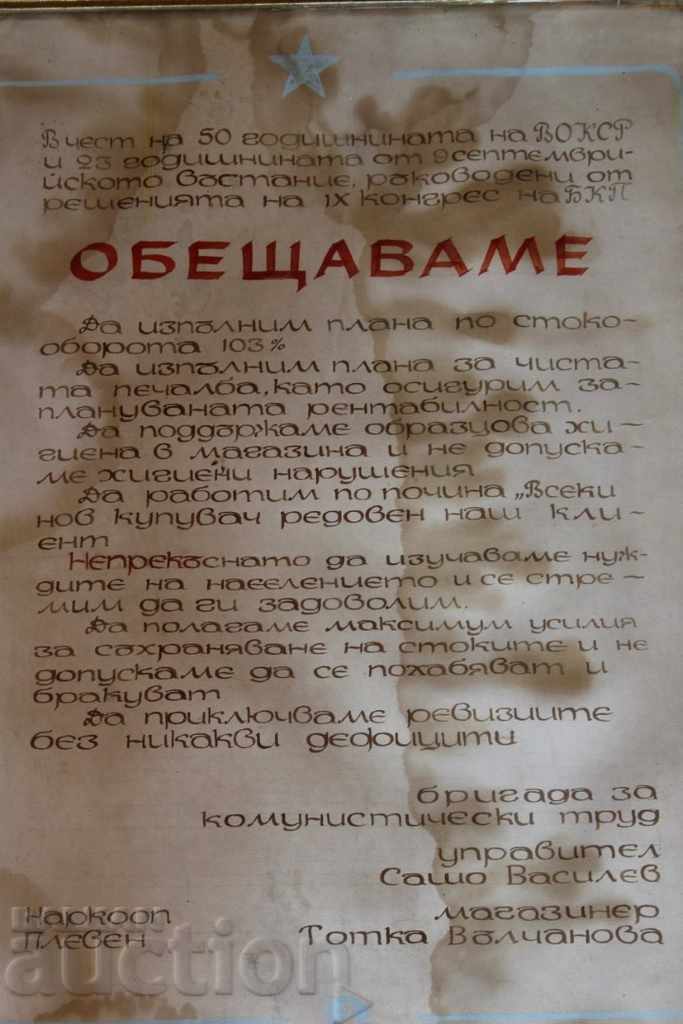 В чест на 50 годишнината на ВОКСР
и 23 годишнината от 9 септемврий-
йското въстание, ръководени от
решенията на IX конгрес на БКП
ОБЕЩАВАМЕ
Да изпълним плана по стоко-
оборота 103%
Да изпълним плана за чиста-
та печалба, като осигурим за-
плануваната рентабилност.
Да поддържаме образцова хи-
гиена в магазина и не допуска-
ме хигиени нарушения
Да работим по почина „Всеки
нов купувач редовен наш кли-
ент
Непрекъснато да изучаваме нуж-
дите на населението и се стре-
мим да ги задоволим.
Да полагаме максимум усилия
за сохраняване на стоките и не
допускаме да се похабяват и
бракуват
Да приключваме ревизиите
без никакви дефицити
бригада за
комунистически труд
управител
Сашо Василев
Наркооп магазинер
Плевен Тотка Вълчанова
auction